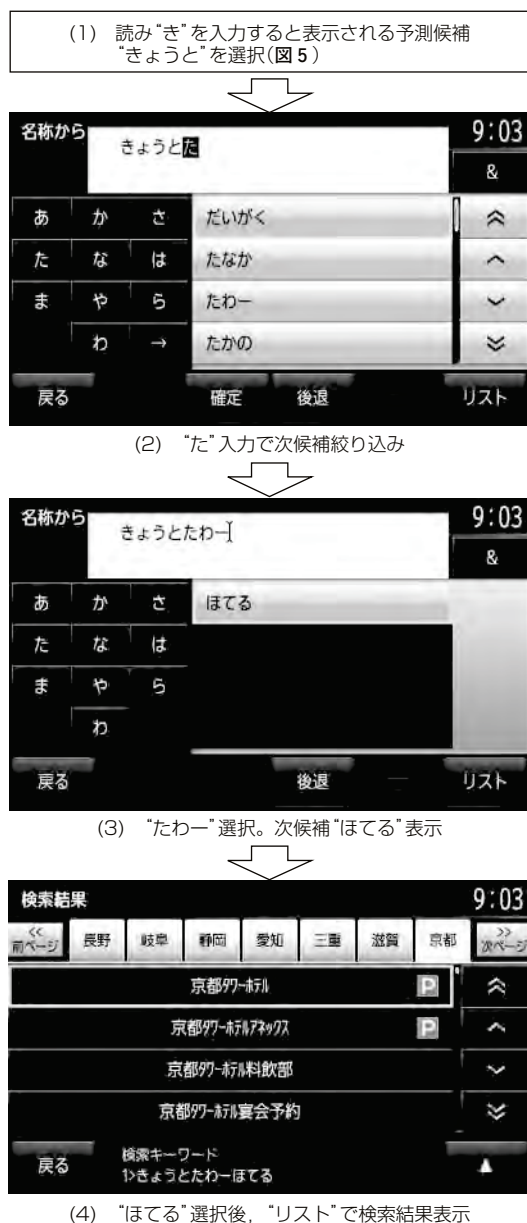 (1) 読み“き”を入力すると表示される予測候補
“きょうと”を選択(図5)
名称から
きょうとた
9:03
&
あ か さ
だいがく
た な は
たなか
ま や ら
たわー
わ →
たかの
戻る 確定 後退 リスト
(2) “た”入力で次候補絞り込み
名称から
きょうとたわー
9:03
&
あ か さ
ほてる
た な は
ま や ら
わ
戻る 後退 リスト
(3) “たわー”選択。次候補“ほてる”表示
検索結果 9:03
<<
前ページ 長野 岐阜 静岡 愛知 三重 滋賀 京都 >>
次ページ
京都タワーホテル P
京都タワーホテルアネックス P
京都タワーホテル料飲部
京都タワーホテル宴会予約
戻る
検索キーワード
1>きょうとたわーほてる
(4) “ほてる”選択後，“リスト”で検索結果表示